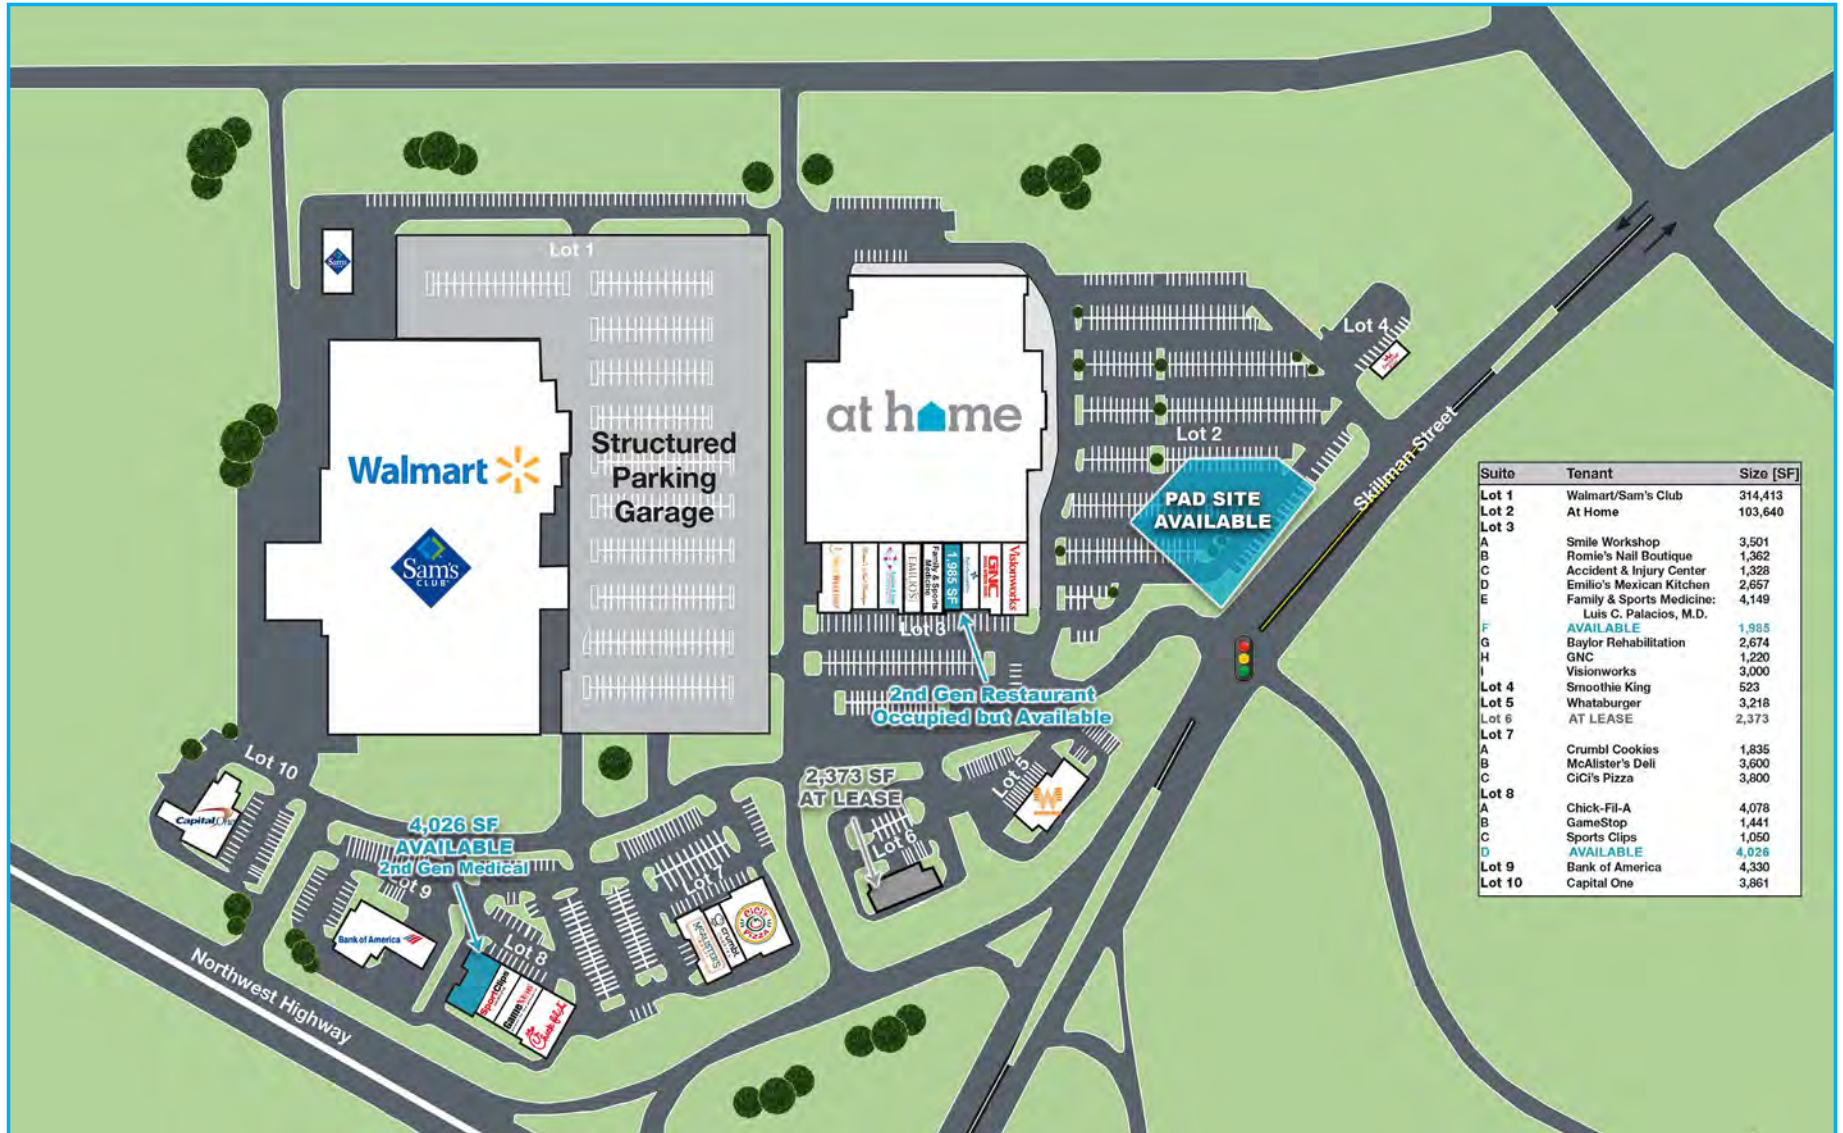 Lot 1
Sam's
Walmart
Sam's
CLUB
Structured
Parking
Garage
at home
Lot 2
Lot 4
PAD SITE
AVAILABLE
Skillman Street
EMILIO'S
Family & Sports
Medicine
1,985 SF
GNC
Visionworks
Lot 3
2nd Gen Restaurant
Occupied but Available
Lot 10
Capital One
4,026 SF
AVAILABLE
2nd Gen Medical
Lot 9
Bank of America
Lot 8
SportClips
GameStop
Chick-fil-A
Lot 7
McALISTER'S
crumbl
CiCi's
PIZZA
2,373 SF
AT LEASE
Lot 6
Lot 5
W
Northwest Highway
Suite Tenant Size [SF]
Lot 1 Walmart/Sam's Club 314,413
Lot 2 At Home 103,640
Lot 3
A Smile Workshop 3,501
B Romie's Nail Boutique 1,362
C Accident & Injury Center 1,328
D Emilio's Mexican Kitchen 2,657
E Family & Sports Medicine: 4,149
Luis C. Palacios, M.D.
F AVAILABLE 1,985
G Baylor Rehabilitation 2,674
H GNC 1,220
I Visionworks 3,000
Lot 4 Smoothie King 523
Lot 5 Whataburger 3,218
Lot 6 AT LEASE 2,373
Lot 7
A Crumbl Cookies 1,835
B McAlister's Deli 3,600
C CiCi's Pizza 3,800
Lot 8
A Chick-Fil-A 4,078
B GameStop 1,441
C Sports Clips 1,050
D AVAILABLE 4,026
Lot 9 Bank of America 4,330
Lot 10 Capital One 3,861